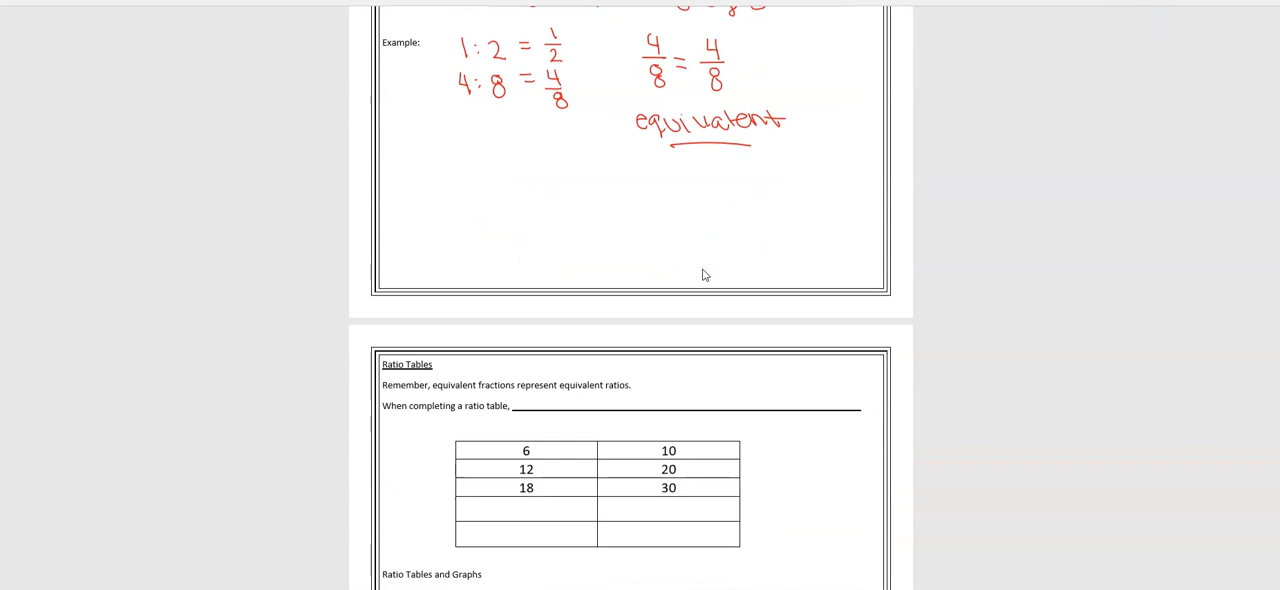 Example:
1:2 = 1/2
4:8 = 4/8
4/8 = 4/8
equivalent
Ratio Tables
Remember, equivalent fractions represent equivalent ratios.
When completing a ratio table, ____________________
6 10
12 20
18 30
Ratio Tables and Graphs